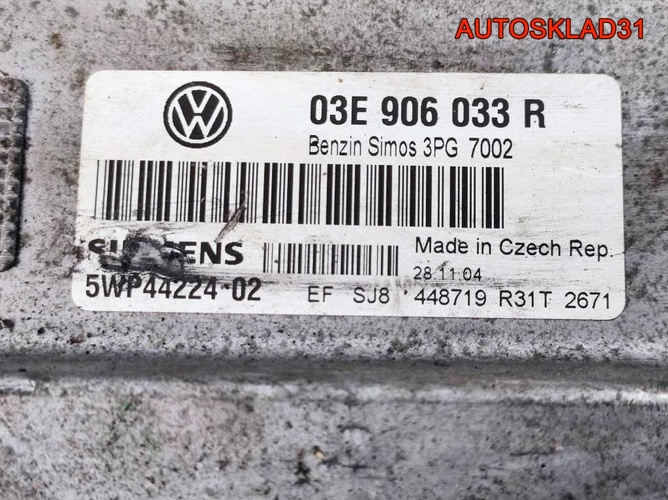 AUTOSKLAD31
03E 906 033 R
Benzin Simos 3PG 7002
Made in Czech Rep.
28.11.04
5WP44224 02 EF SJ8 448719 R31T 2671